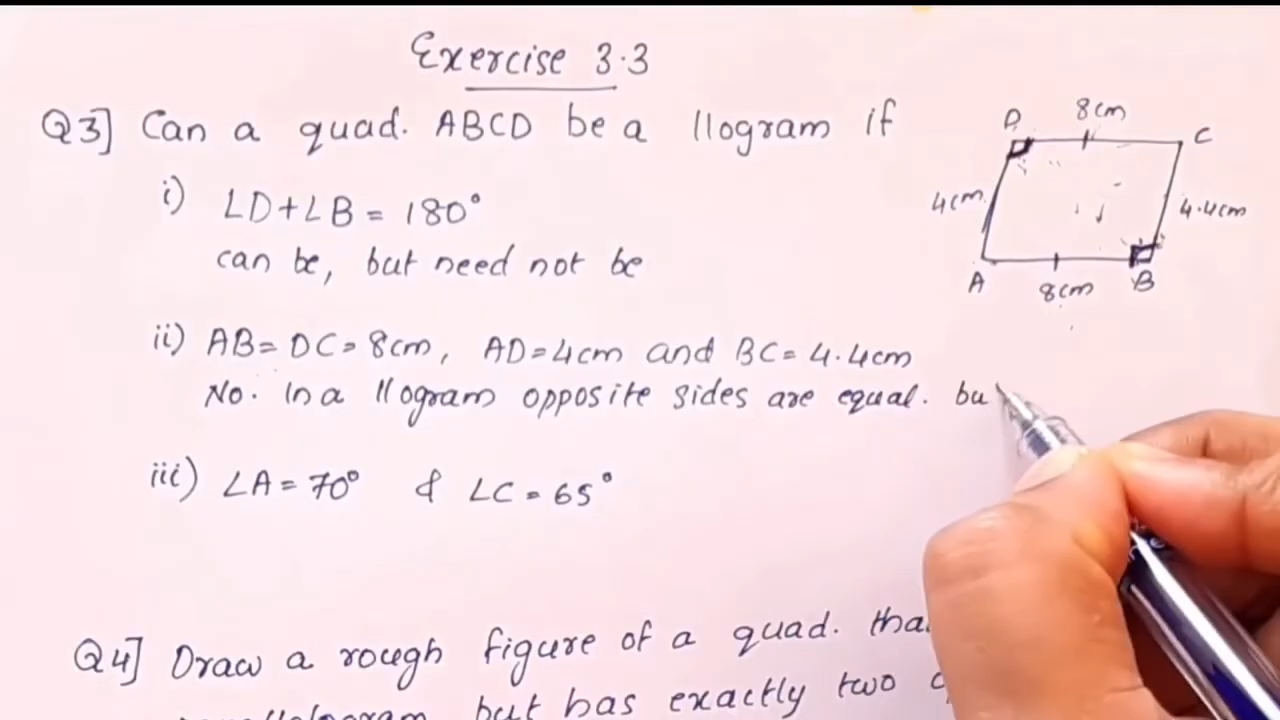 Exercise 3.3
Q3] Can a quad. ABCD be a llogram if
i) ∠D+∠B = 180°
can be, but need not be
ii) AB = DC = 8cm, AD = 4cm and BC = 4.4cm
No. In a llogram opposite sides are equal. bu
iii) ∠A = 70° & ∠C = 65°
Q4] Draw a rough figure of a quad. tha
but has exactly two
D 8cm C
4cm 4.4cm
A 8cm B